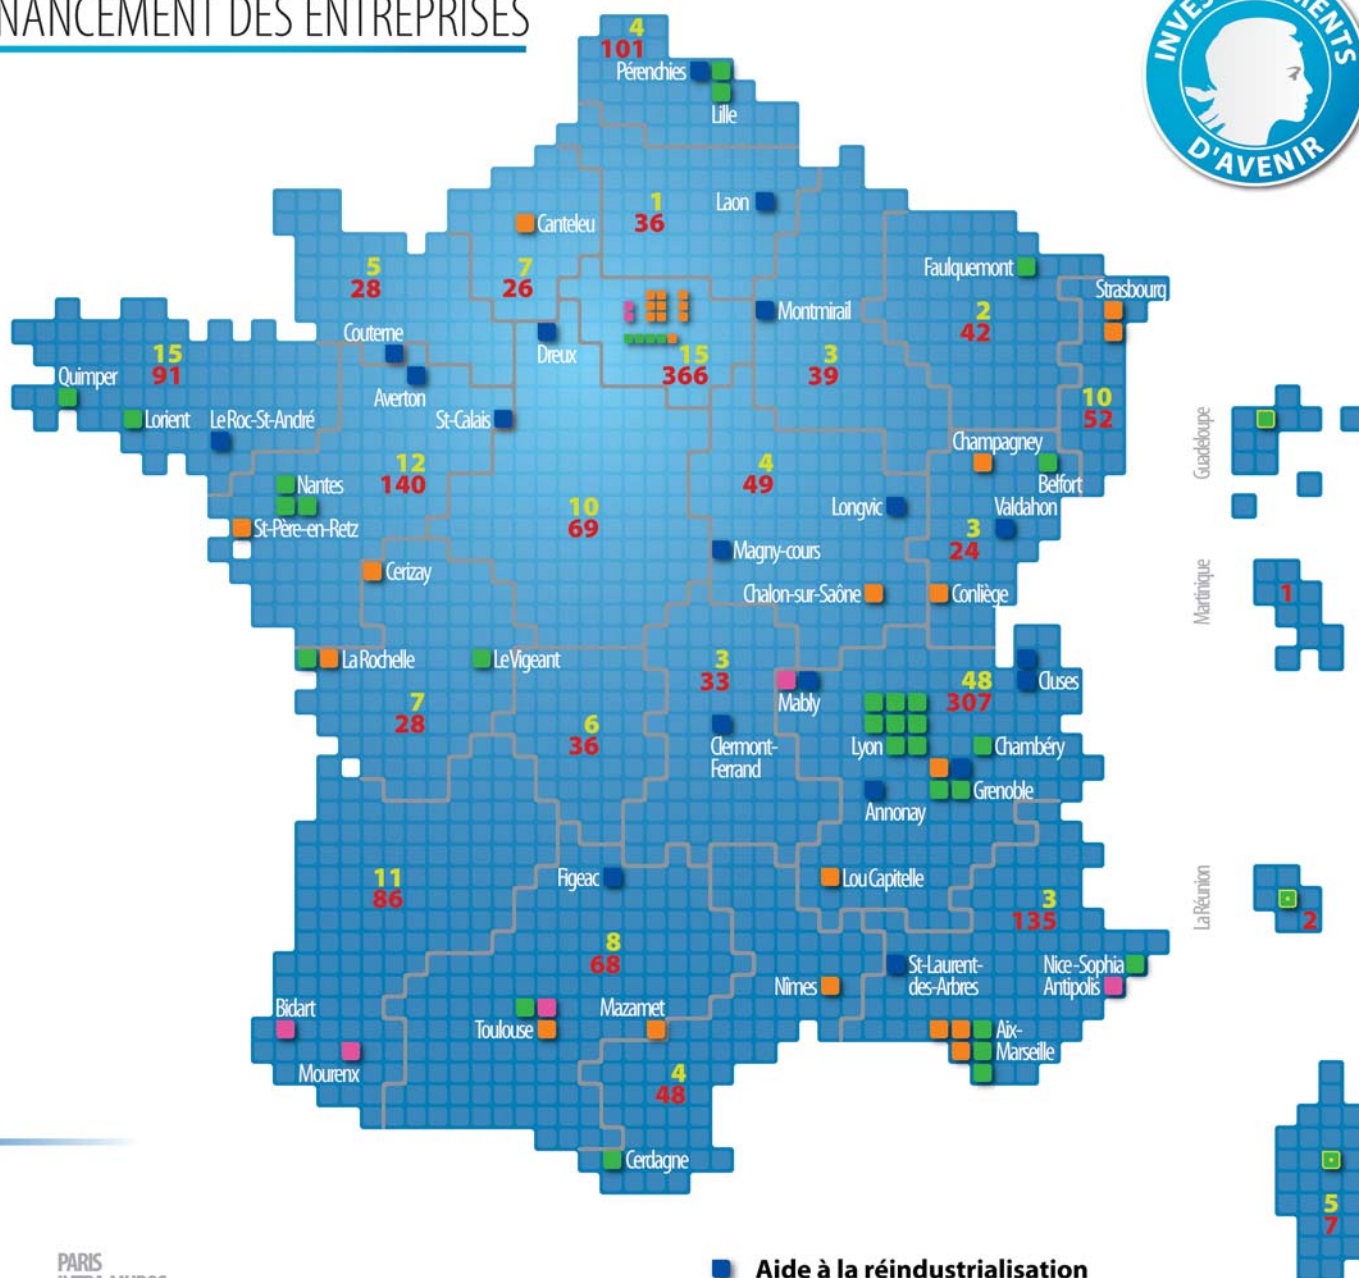 NANCEMENT DES ENTREPRISES
D'AVENIR
4
101
Pérenchies
Lille
1
36
Laon
Canteleu
5
28
7
26
Faulquemont
Strasbourg
2
42
Montmirail
Couterne
Dreux
15
366
3
39
15
91
Quimper
Averton
Lorient
Le Roc-St-André
St-Calais
10
52
Guadeloupe
Champagney
12
140
4
49
Belfort
Nantes
10
69
Longvic
Valdahon
St-Père-en-Retz
3
24
Magny-cours
Cerizay
Chalon-sur-Saône
Conliège
Martinique
1
La Rochelle
Le Vigeant
3
33
48
307
Cluses
Mably
7
28
6
36
Clermont-
Ferrand
Lyon
Chambéry
Grenoble
Annonay
11
86
Figeac
Lou Capitelle
3
135
La Réunion
2
8
68
St-Laurent-
des-Arbres
Nice-Sophia
Antipolis
Nîmes
Bidart
Toulouse
Mazamet
Aix-
Marseille
Mourenx
4
48
Cerdagne
5
7
PARIS
Aide à la réindustrialisation